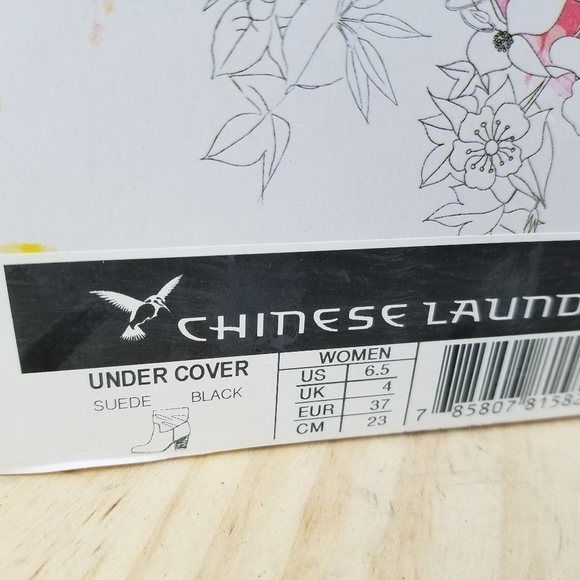 CHINESE LAUND
UNDER COVER
SUEDE BLACK
WOMEN
US 6.5
UK 4
EUR 37
CM 23
7 85807 81582